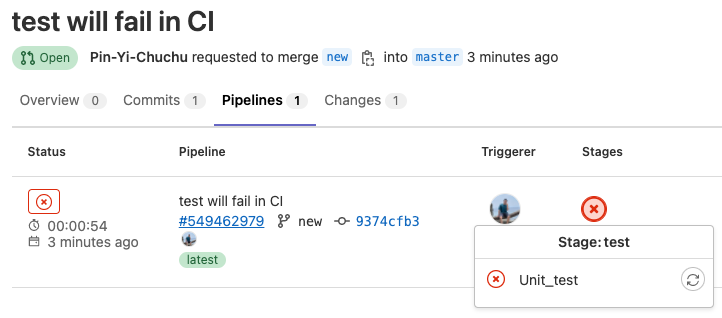 test will fail in CI
Open Pin-Yi-Chuchu requested to merge new into master 3 minutes ago
Overview 0 Commits 1 Pipelines 1 Changes 1
Status Pipeline Triggerer Stages
test will fail in CI
00:00:54 #549462979 new 9374cfb3
3 minutes ago
latest
Stage: test
Unit_test